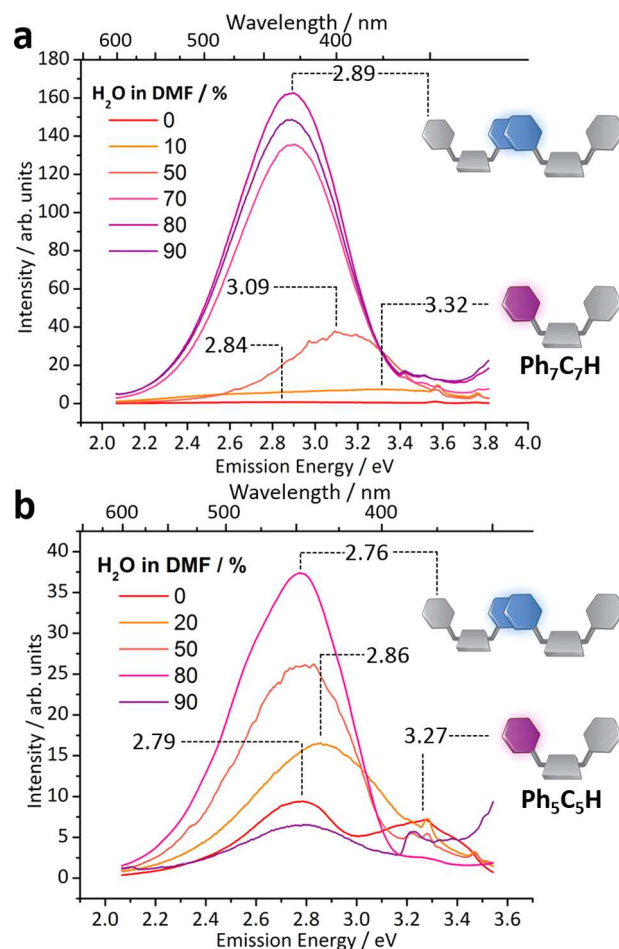 a
Wavelength / nm
600 500 400
180
160
140
120
100
80
60
40
20
0
Intensity / arb. units
H2O in DMF / %
0
10
50
70
80
90
2.89
3.09
2.84
3.32
Ph7C7H
2.0 2.2 2.4 2.6 2.8 3.0 3.2 3.4 3.6 3.8 4.0
Emission Energy / eV
b
Wavelength / nm
600 500 400
40
35
30
25
20
15
10
5
0
Intensity / arb. units
H2O in DMF / %
0
20
50
80
90
2.76
2.86
2.79
3.27
Ph5C5H
2.0 2.2 2.4 2.6 2.8 3.0 3.2 3.4 3.6
Emission Energy / eV